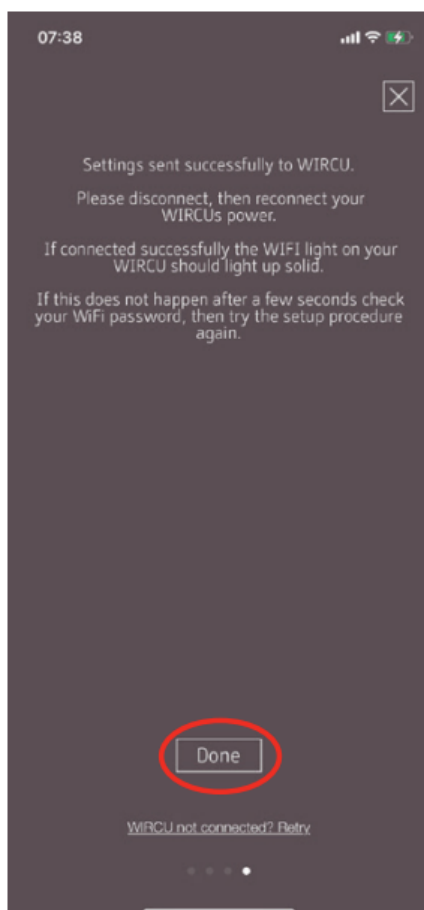 07:38
Settings sent successfully to WIRCU.
Please disconnect, then reconnect your
WIRCUs power.
If connected successfully the WIFI light on your
WIRCU should light up solid.
If this does not happen after a few seconds check
your WiFi password, then try the setup procedure
again.
Done
WIRCU not connected? Retry